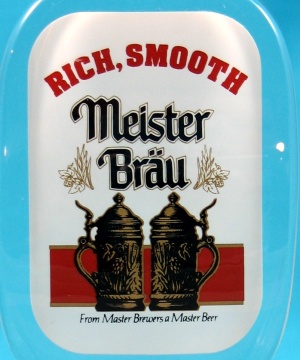 RICH, SMOOTH
Meister
Bräu
From Master Brewers a Master Beer